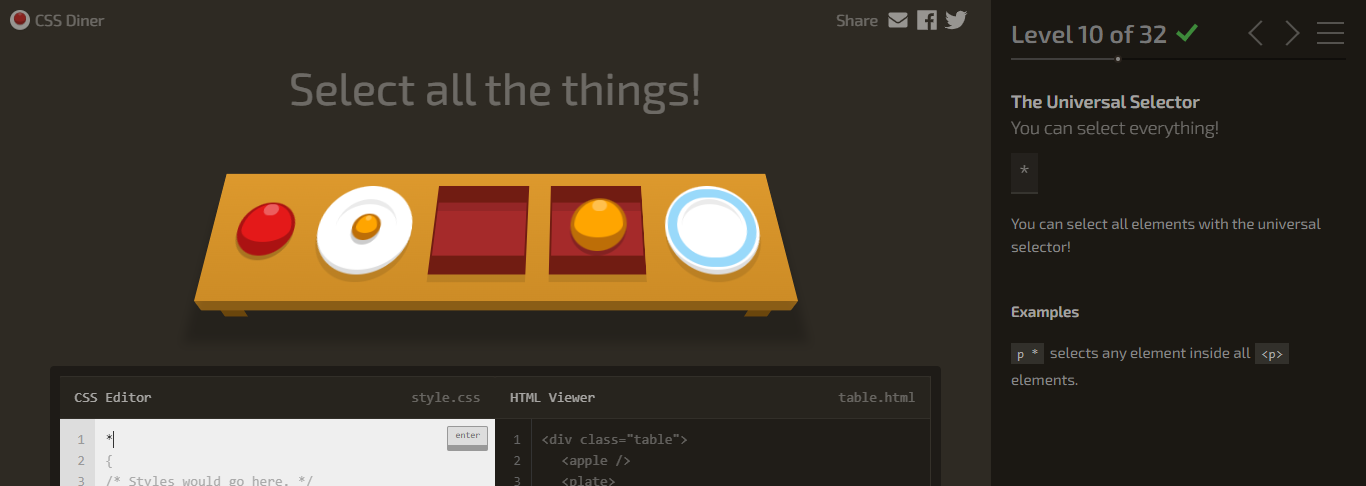 CSS Diner
Share
Select all the things!
CSS Editor style.css
1 *
enter
2 {
3 /* Styles would go here. */
HTML Viewer table.html
1 <div class="table">
2 <apple />
3 <plate>
Level 10 of 32
The Universal Selector
You can select everything!
*
You can select all elements with the universal
selector!
Examples
p * selects any element inside all <p>
elements.